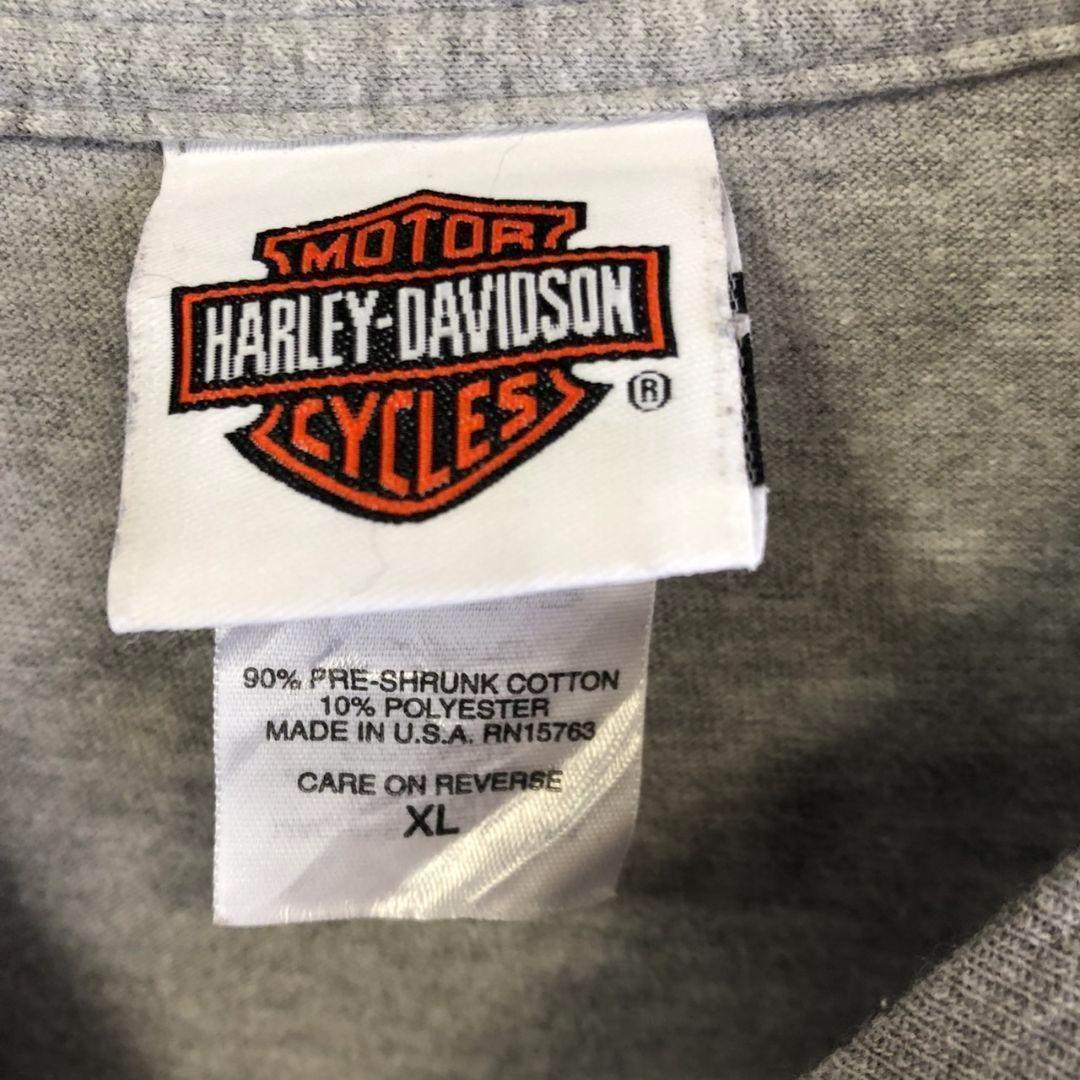 MOTOR
HARLEY-DAVIDSON
CYCLES
®
90% PRE-SHRUNK COTTON
10% POLYESTER
MADE IN U.S.A. RN15763
CARE ON REVERSE
XL